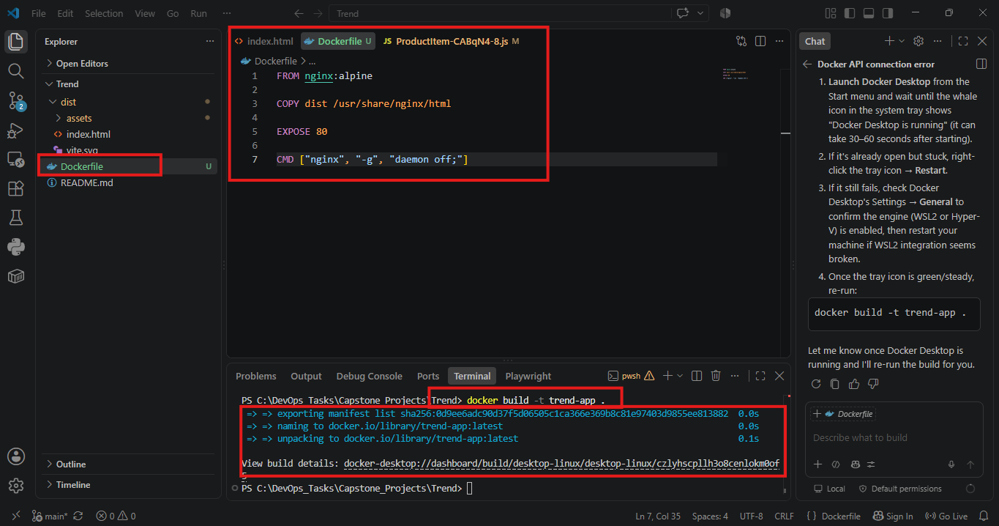 File Edit Selection View Go Run ··· Trend
Explorer ···
Open Editors
Trend
dist
assets
index.html
vite.svg
Dockerfile U
README.md
Outline
Timeline
index.html Dockerfile U JS ProductItem-CABqN4-8.js M
Dockerfile > ...
1 FROM nginx:alpine
2
3 COPY dist /usr/share/nginx/html
4
5 EXPOSE 80
6
7 CMD ["nginx", "-g", "daemon off;"]
Problems Output Debug Console Ports Terminal Playwright pwsh
PS C:\DevOps_Tasks\Capstone_Projects\Trend> docker build -t trend-app .
=> => exporting manifest list sha256:0d9ee6adc90d37f5d06505c1ca366e369b8c81e97403d9855ee813882 0.0s
=> => naming to docker.io/library/trend-app:latest 0.0s
=> => unpacking to docker.io/library/trend-app:latest 0.1s
View build details: docker-desktop://dashboard/build/desktop-linux/desktop-linux/czlyhscpllh3o8cenlokm0of
PS C:\DevOps_Tasks\Capstone_Projects\Trend>
Chat
Docker API connection error
1. Launch Docker Desktop from the
Start menu and wait until the whale
icon in the system tray shows
"Docker Desktop is running" (it can
take 30–60 seconds after starting).
2. If it's already open but stuck, right-
click the tray icon → Restart.
3. If it still fails, check Docker
Desktop's Settings → General to
confirm the engine (WSL2 or Hyper-
V) is enabled, then restart your
machine if WSL2 integration seems
broken.
4. Once the tray icon is green/steady,
re-run:
docker build -t trend-app .
Let me know once Docker Desktop is
running and I'll re-run the build for you.
Dockerfile
Describe what to build
Local Default permissions
2
main* 0 0 Ln 7, Col 35 Spaces: 4 UTF-8 CRLF { } Dockerfile Sign In Go Live